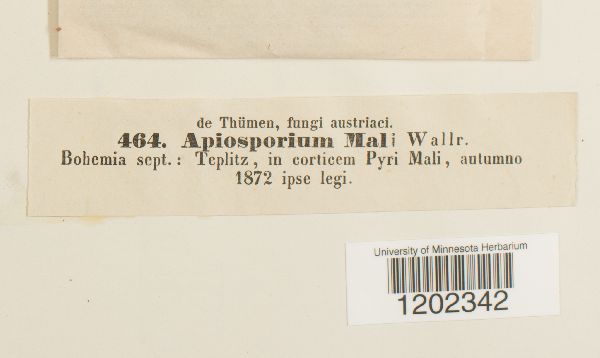 de Thümen, fungi austriaci.
464. Apiosporium Mali Wallr.
Bohemia sept.: Teplitz, in corticem Pyri Mali, autumno
1872 ipse legi.
University of Minnesota Herbarium
1202342